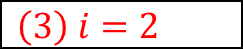 (3) i = 2